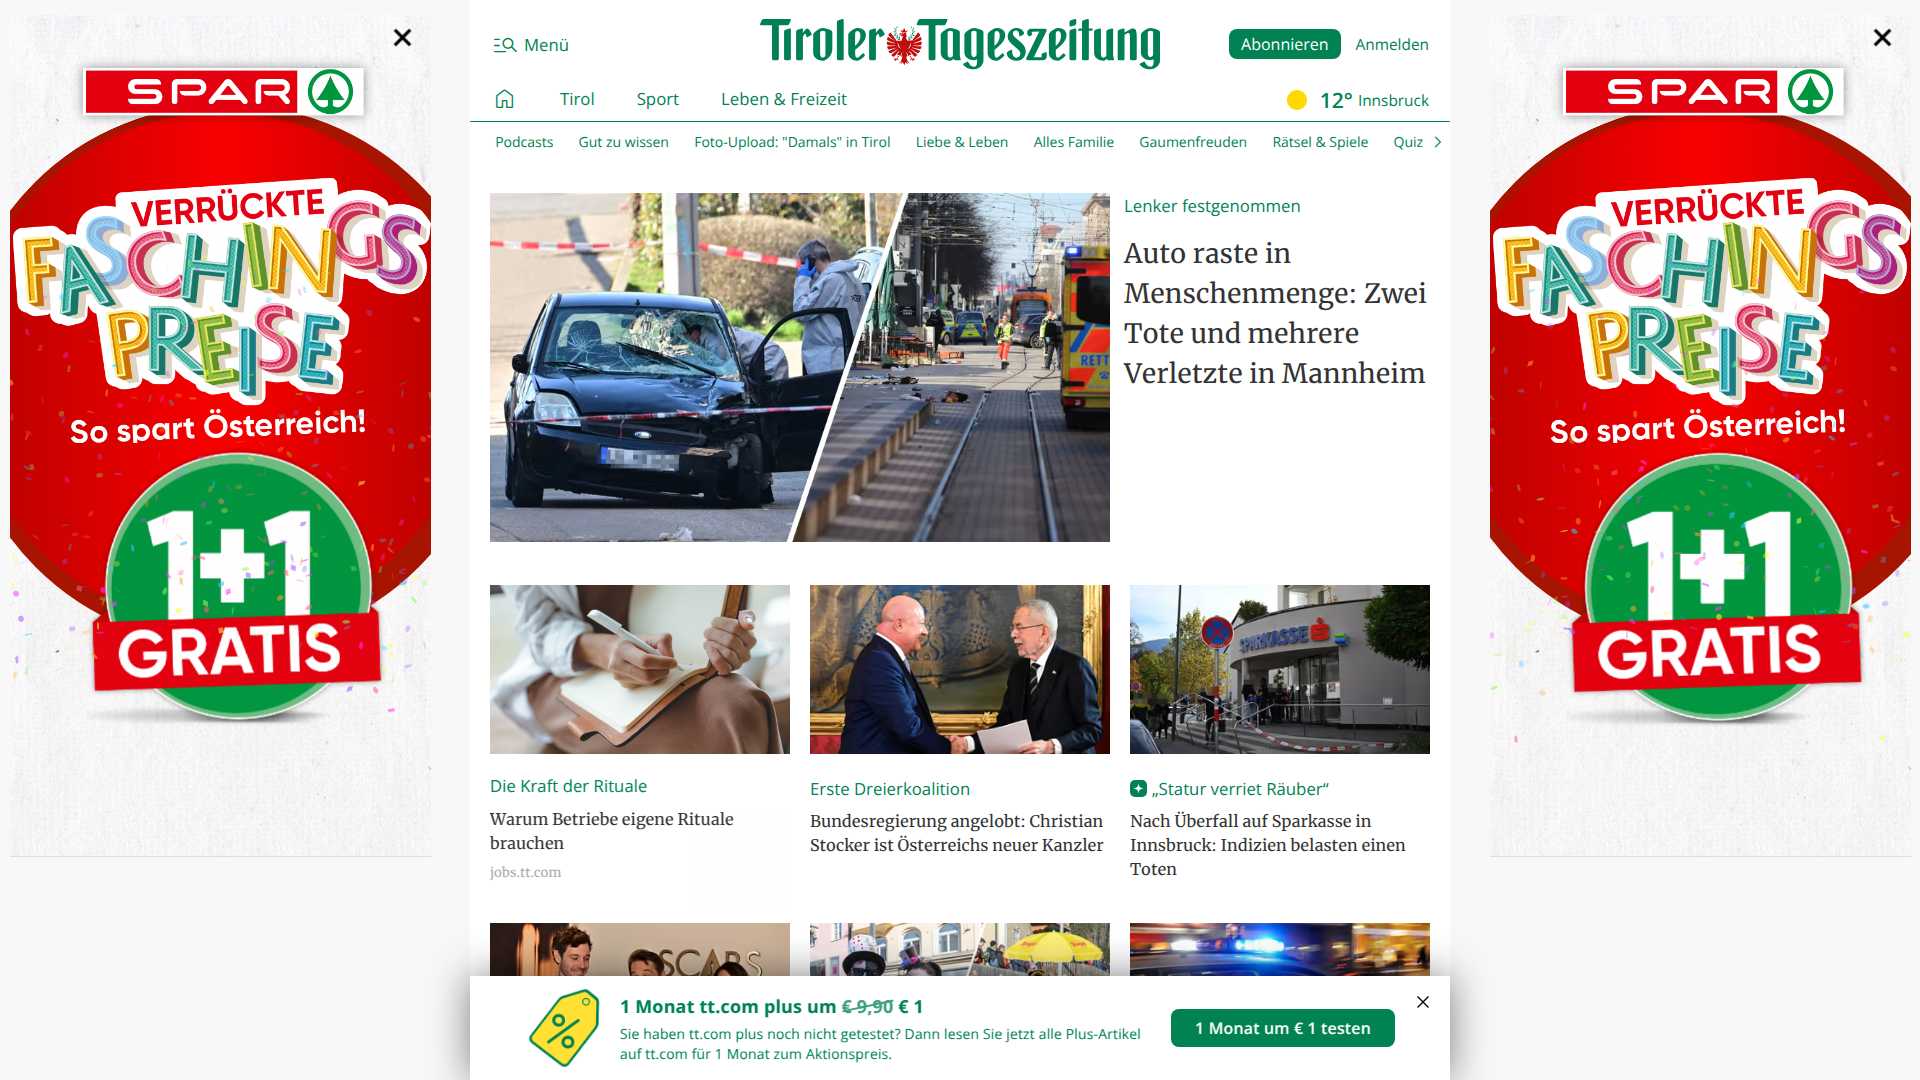 SPAR
VERRÜCKTE
FASCHINGS
PREISE
So spart Österreich!
1+1
GRATIS
Menü
Tiroler Tageszeitung
Abonnieren
Anmelden
Tirol
Sport
Leben & Freizeit
12° Innsbruck
Podcasts
Gut zu wissen
Foto-Upload: "Damals" in Tirol
Liebe & Leben
Alles Familie
Gaumenfreuden
Rätsel & Spiele
Quiz
RETT
Lenker festgenommen
Auto raste in
Menschenmenge: Zwei
Tote und mehrere
Verletzte in Mannheim
Die Kraft der Rituale
Warum Betriebe eigene Rituale
brauchen
jobs.tt.com
Erste Dreierkoalition
Bundesregierung angelobt: Christian
Stocker ist Österreichs neuer Kanzler
SPARKASSE
„Statur verriet Räuber“
Nach Überfall auf Sparkasse in
Innsbruck: Indizien belasten einen
Toten
OSCARS
1 Monat tt.com plus um € 9,90 € 1
Sie haben tt.com plus noch nicht getestet? Dann lesen Sie jetzt alle Plus-Artikel
auf tt.com für 1 Monat zum Aktionspreis.
1 Monat um € 1 testen
SPAR
VERRÜCKTE
FASCHINGS
PREISE
So spart Österreich!
1+1
GRATIS